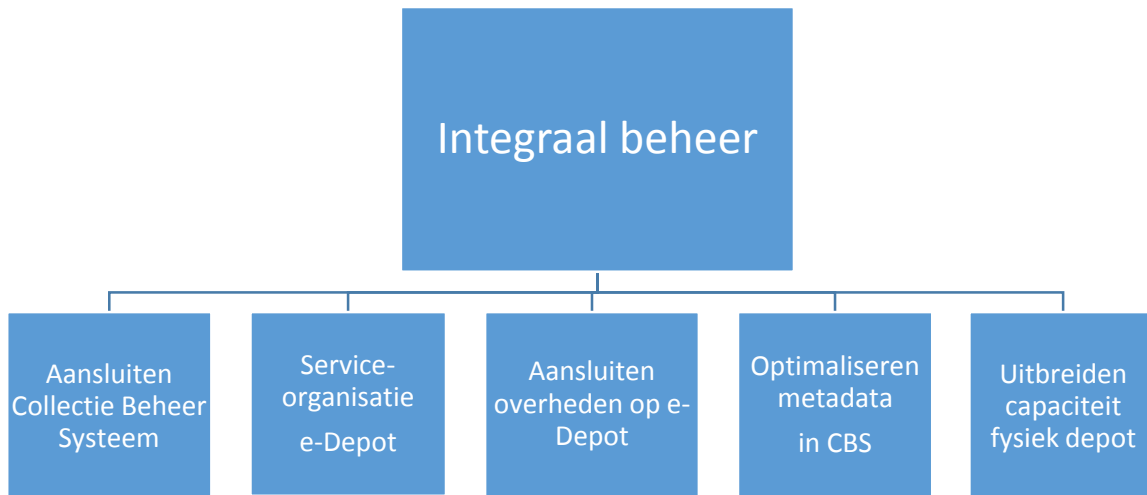 Integraal beheer
Aansluiten
Collectie Beheer
Systeem
Service-
organisatie
e-Depot
Aansluiten
overheden op e-
Depot
Optimaliseren
metadata
in CBS
Uitbreiden
capaciteit
fysiek depot